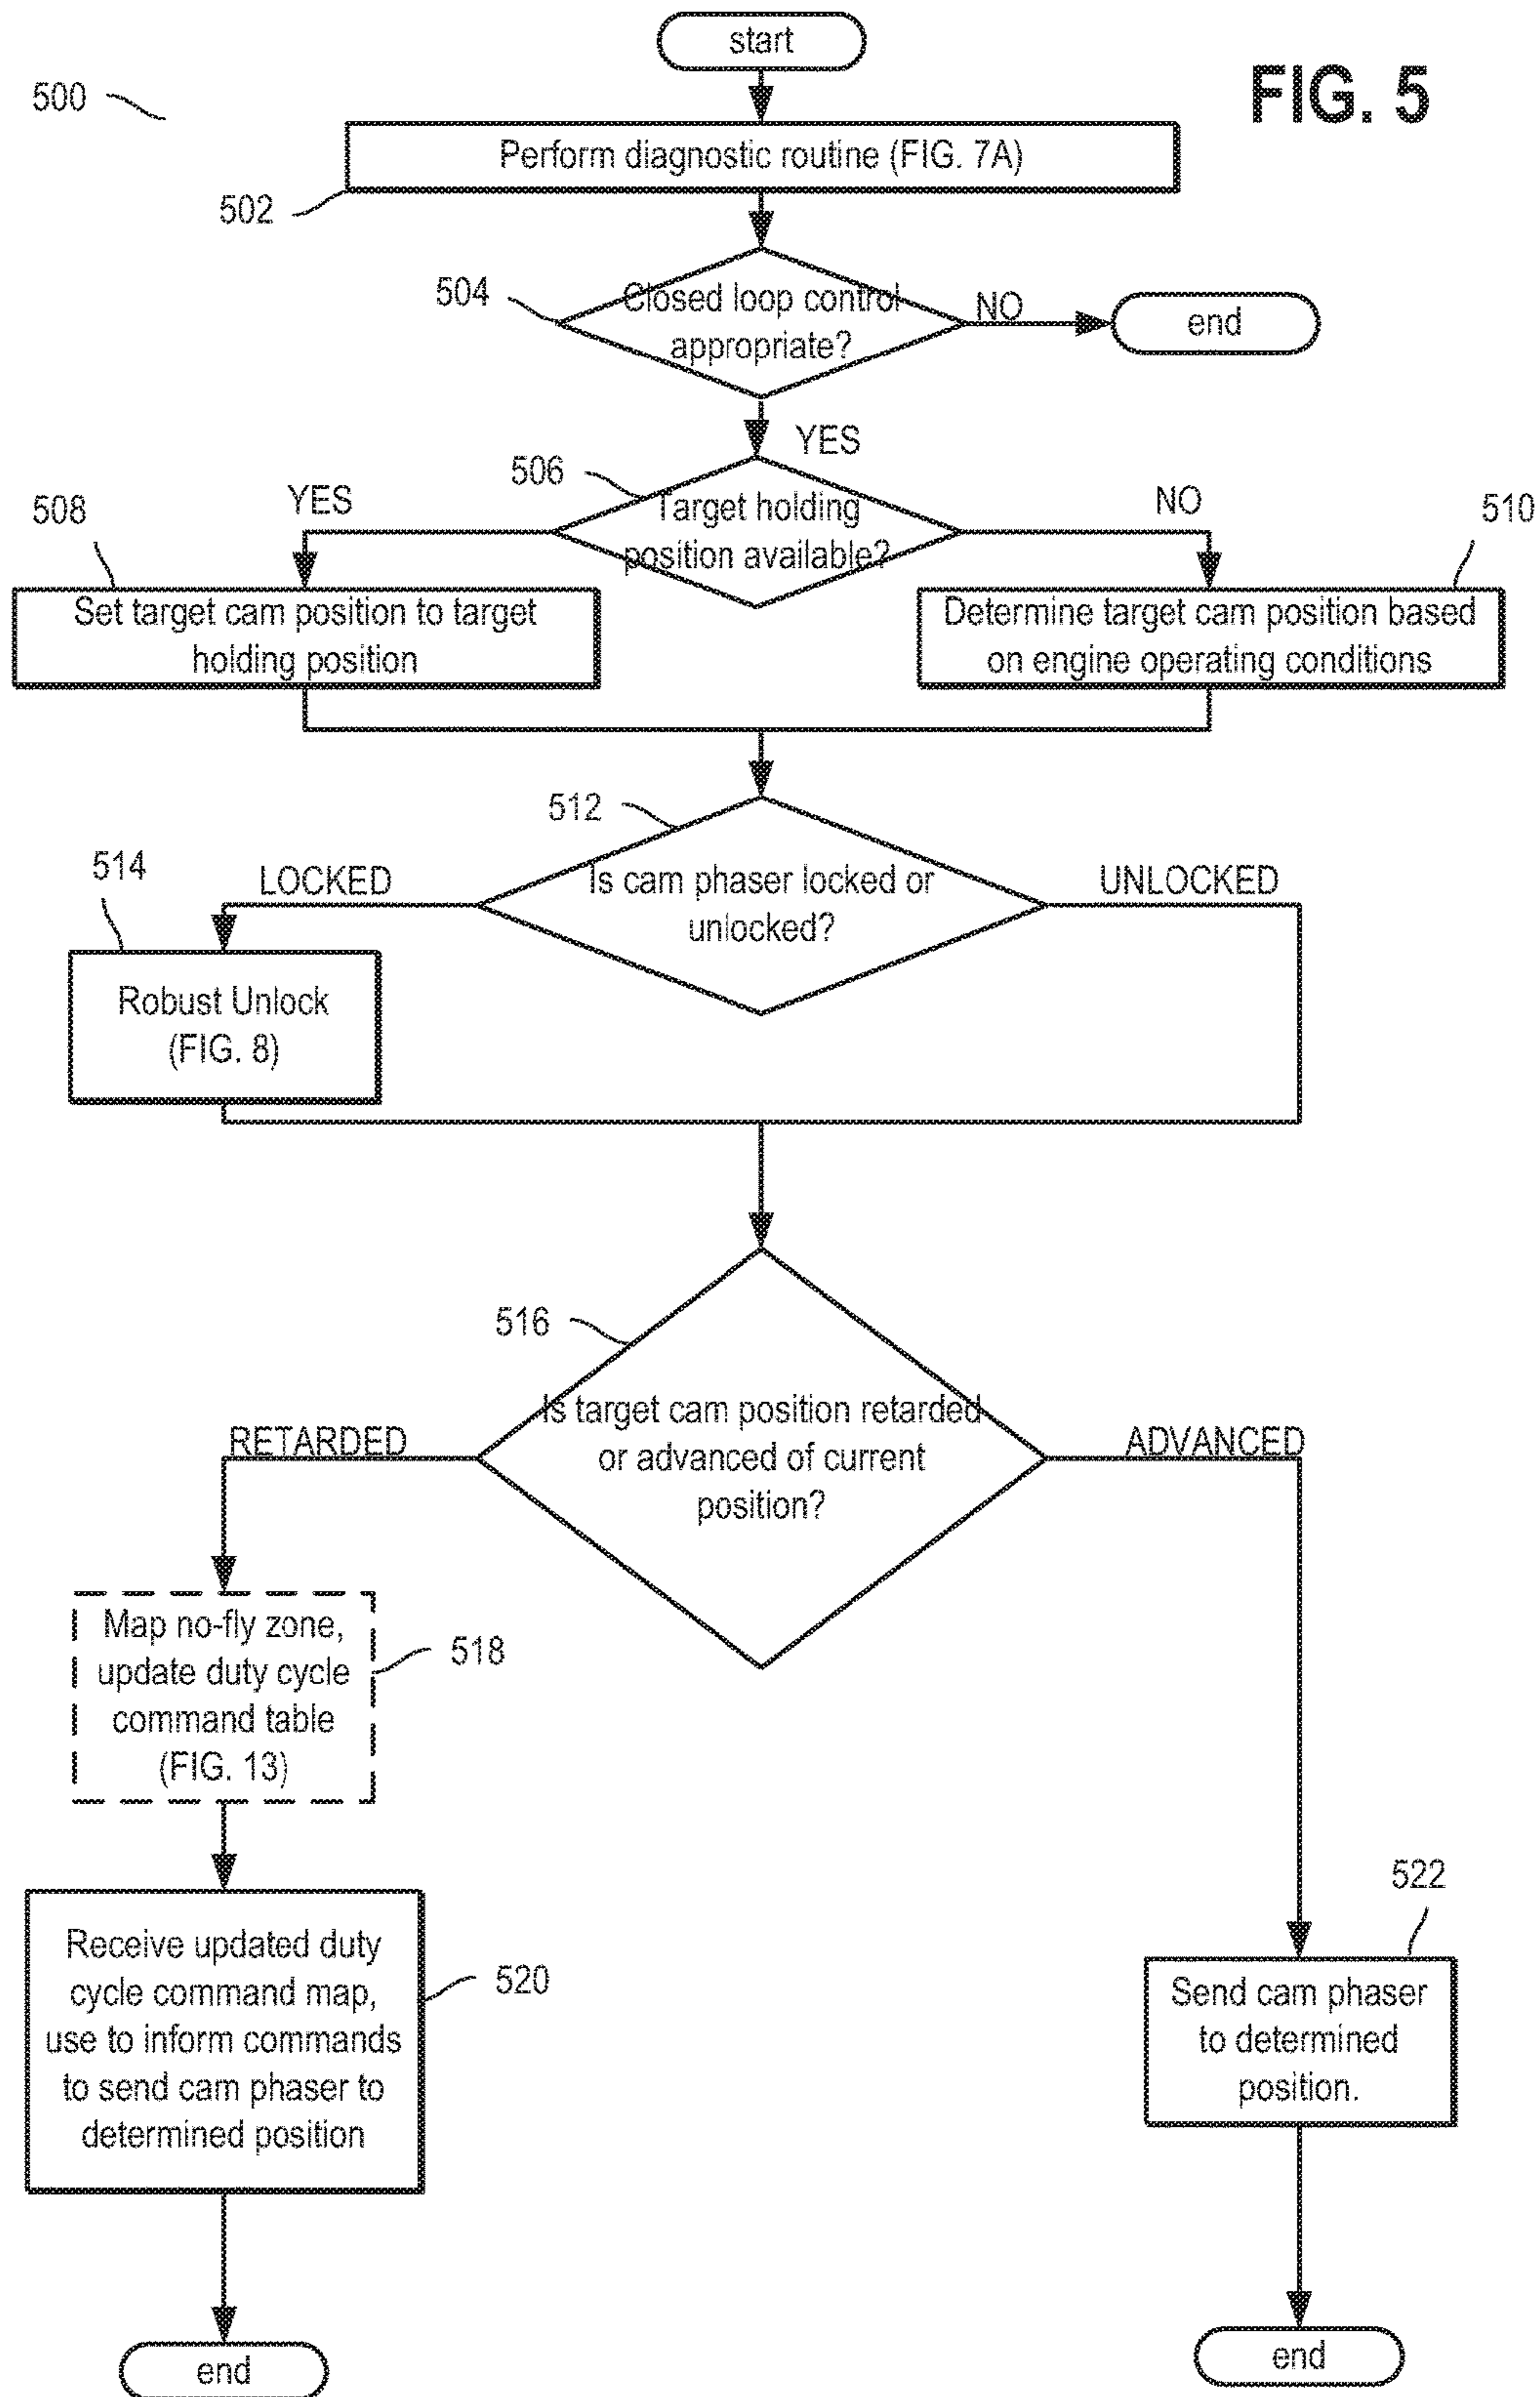 start
FIG. 5
500
Perform diagnostic routine (FIG. 7A)
502
504
Closed loop control
appropriate?
NO
end
YES
506
Target holding
position available?
YES
NO
508
510
Set target cam position to target
holding position
Determine target cam position based
on engine operating conditions
512
Is cam phaser locked or
unlocked?
LOCKED
UNLOCKED
514
Robust Unlock
(FIG. 8)
516
Is target cam position retarded
or advanced of current
position?
RETARDED
ADVANCED
Map no-fly zone,
update duty cycle
command table
(FIG. 13)
518
Receive updated duty
cycle command map,
use to inform commands
to send cam phaser to
determined position
520
522
Send cam phaser
to determined
position.
end
end